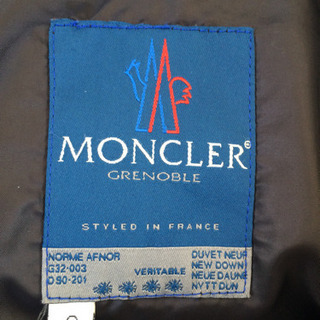 MONCLER©
GRENOBLE
STYLED IN FRANCE
NORME AFNOR
G32-003
DS0-201
VERITABLE
DUVET NEUF
NEW DOWN
NEUE DAUNE
NYTT DUN